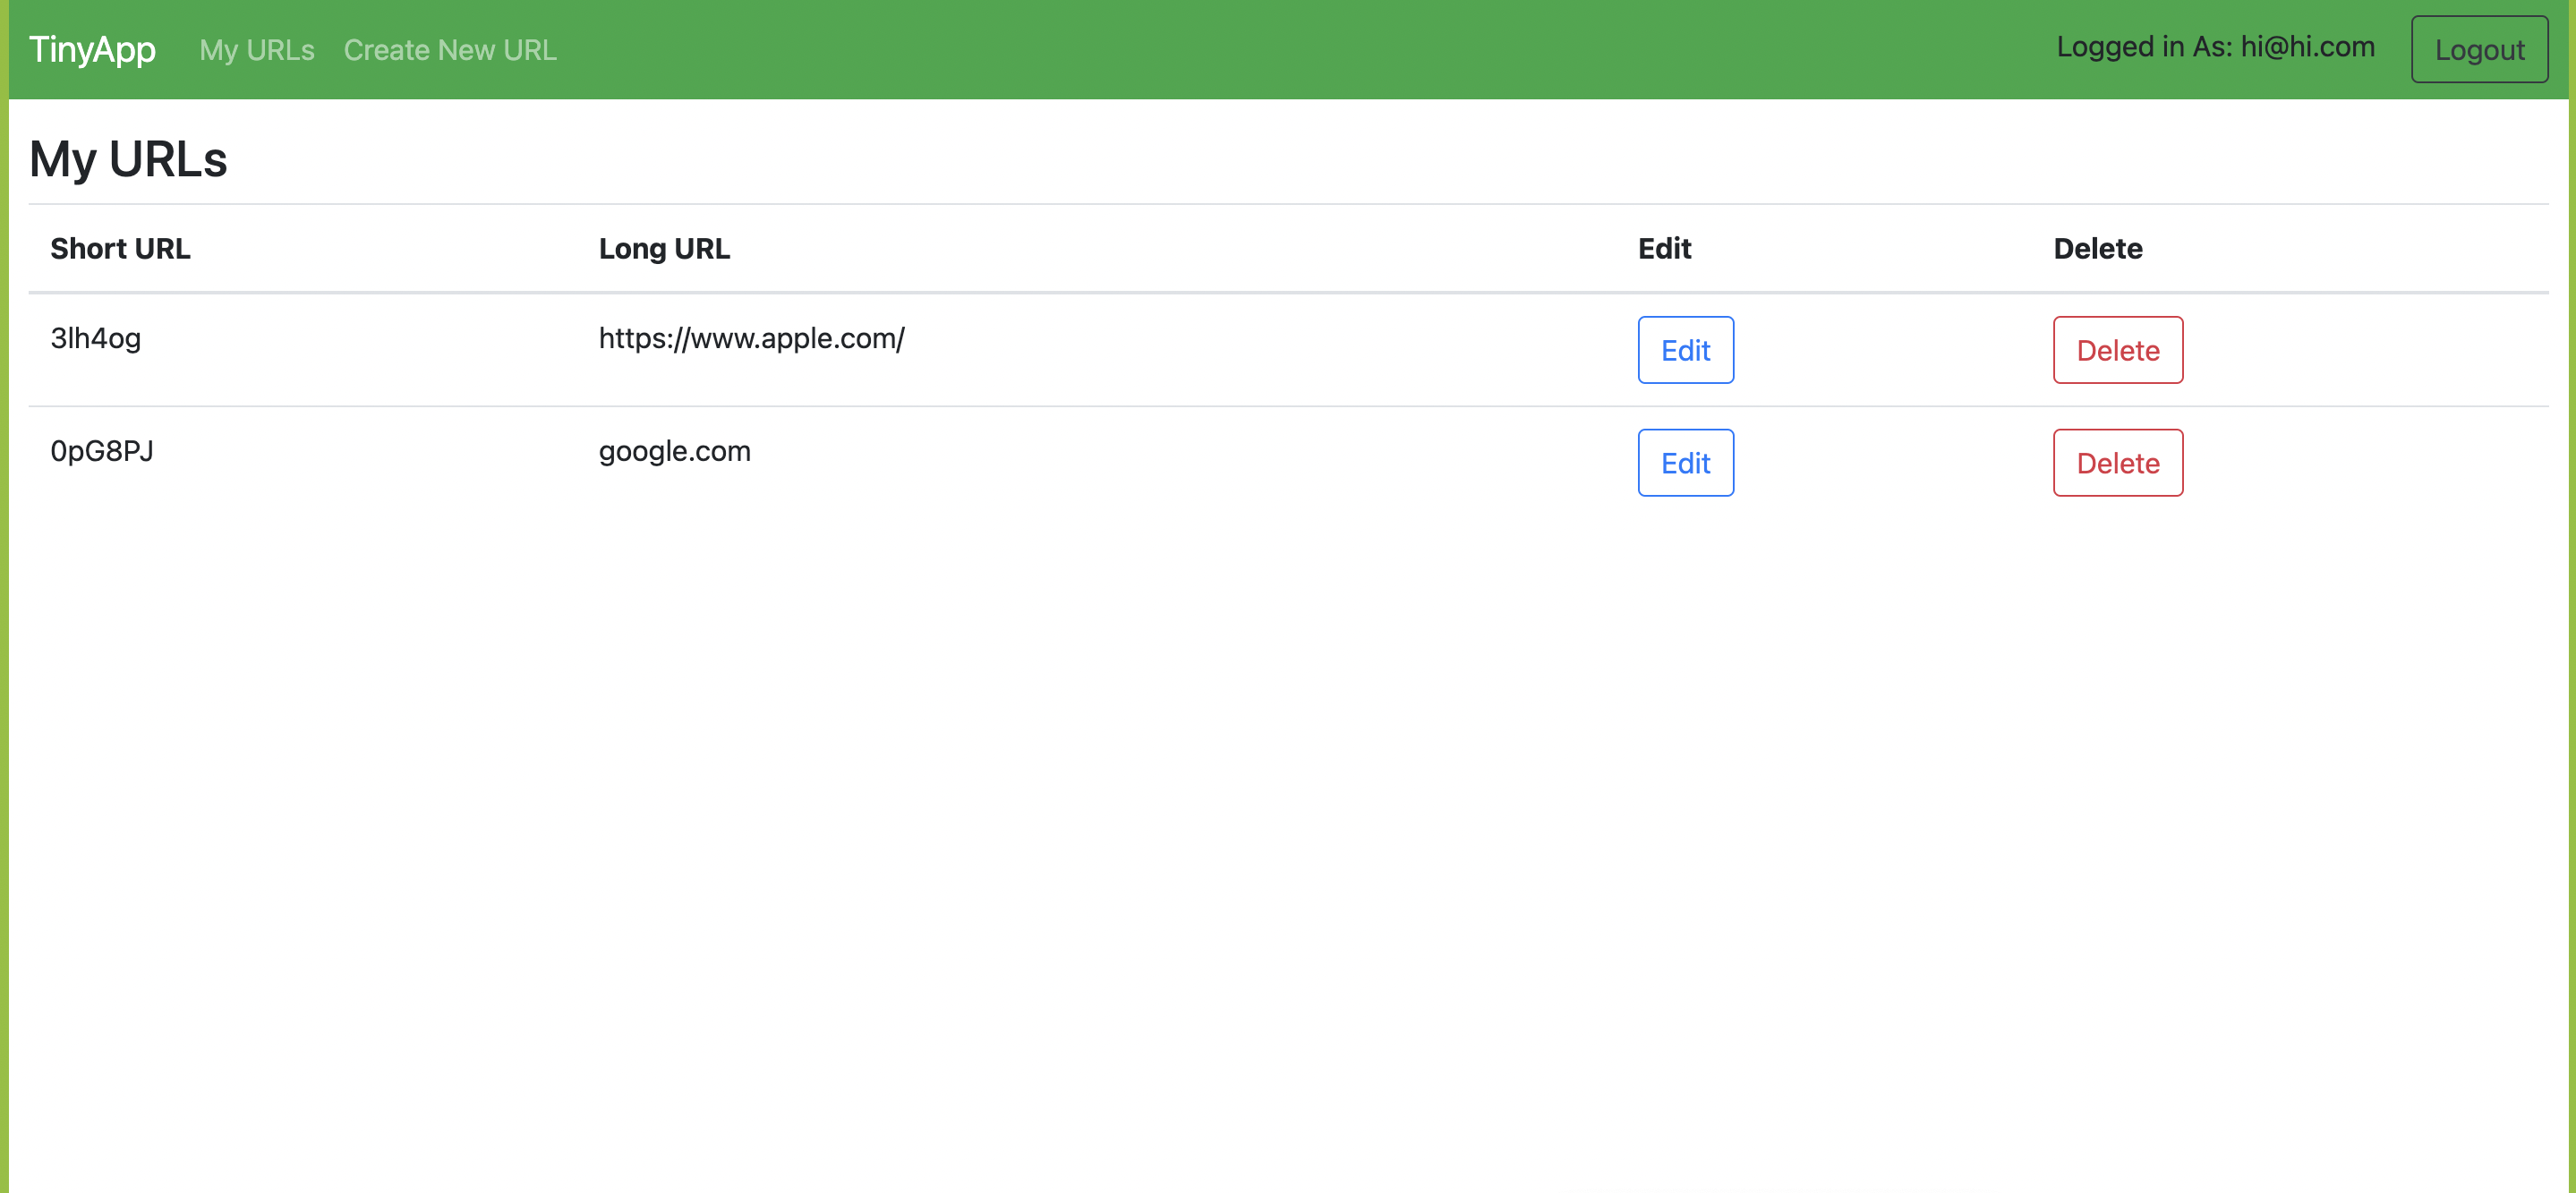 TinyApp My URLs Create New URL Logged in As: hi@hi.com Logout
My URLs
Short URL Long URL Edit Delete
3lh4og https://www.apple.com/ Edit Delete
0pG8PJ google.com Edit Delete